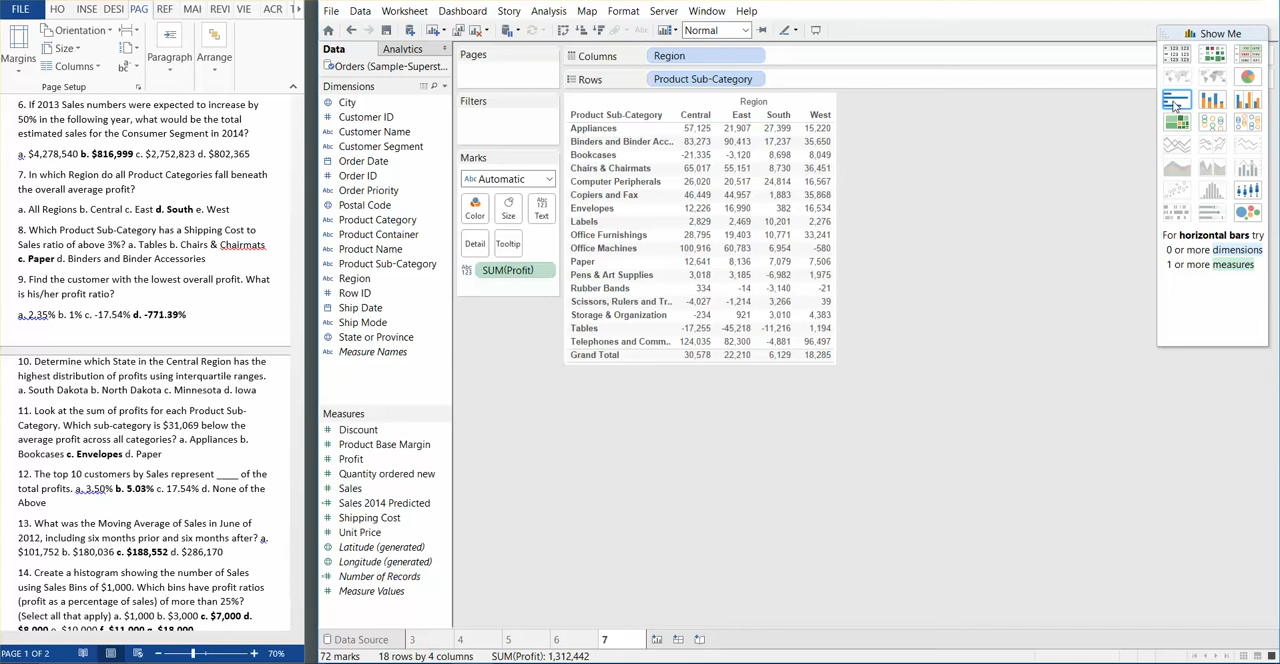 FILE HO INSE DESI PAG REF MAI REVI VIE ACR
Margins
Orientation
Size
Columns
Paragraph
Arrange
Page Setup
6. If 2013 Sales numbers were expected to increase by
50% in the following year, what would be the total
estimated sales for the Consumer Segment in 2014?
a. $4,278,540 b. $816,999 c. $2,752,823 d. $802,365
7. In which Region do all Product Categories fall beneath
the overall average profit?
a. All Regions b. Central c. East d. South e. West
8. Which Product Sub-Category has a Shipping Cost to
Sales ratio of above 3%? a. Tables b. Chairs & Chairmats
c. Paper d. Binders and Binder Accessories
9. Find the customer with the lowest overall profit. What
is his/her profit ratio?
a. 2.35% b. 1% c. -17.54% d. -771.39%
10. Determine which State in the Central Region has the
highest distribution of profits using interquartile ranges.
a. South Dakota b. North Dakota c. Minnesota d. Iowa
11. Look at the sum of profits for each Product Sub-
Category. Which sub-category is $31,069 below the
average profit across all categories? a. Appliances b.
Bookcases c. Envelopes d. Paper
12. The top 10 customers by Sales represent ____ of the
total profits. a. 3.50% b. 5.03% c. 17.54% d. None of the
Above
13. What was the Moving Average of Sales in June of
2012, including six months prior and six months after? a.
$101,752 b. $180,036 c. $188,552 d. $286,170
14. Create a histogram showing the number of Sales
using Sales Bins of $1,000. Which bins have profit ratios
(profit as a percentage of sales) of more than 25%?
(Select all that apply) a. $1,000 b. $3,000 c. $7,000 d.
$8,000 e. $10,000 f. $11,000 g. $18,000
PAGE 1 OF 2 70%
File Data Worksheet Dashboard Story Analysis Map Format Server Window Help
Normal
Data Analytics
Orders (Sample-Superst...
Dimensions
City
Customer ID
Abc Customer Name
Abc Customer Segment
Order Date
Order ID
Abc Order Priority
Postal Code
Abc Product Category
Abc Product Container
Abc Product Name
Abc Product Sub-Category
Abc Region
Row ID
Ship Date
Abc Ship Mode
State or Province
Abc Measure Names
Measures
# Discount
# Product Base Margin
# Profit
# Quantity ordered new
# Sales
# Sales 2014 Predicted
# Shipping Cost
# Unit Price
Latitude (generated)
Longitude (generated)
# Number of Records
# Measure Values
Pages
Filters
Marks
Abc Automatic
Color Size Text
Detail Tooltip
SUM(Profit)
Columns Region
Rows Product Sub-Category
Region
Product Sub-Category Central East South West
Appliances 57,125 21,907 27,399 15,220
Binders and Binder Acc.. 83,273 90,413 17,237 35,650
Bookcases -21,335 -3,120 8,698 8,049
Chairs & Chairmats 65,017 55,151 8,730 36,451
Computer Peripherals 26,020 20,517 24,814 16,567
Copiers and Fax 46,449 44,957 1,883 35,868
Envelopes 12,226 16,990 382 16,534
Labels 2,829 2,469 10,201 2,276
Office Furnishings 28,795 19,403 10,771 33,241
Office Machines 100,916 60,783 6,954 -580
Paper 12,641 8,136 7,079 7,506
Pens & Art Supplies 3,018 3,185 -6,982 1,975
Rubber Bands 334 -14 -3,140 -21
Scissors, Rulers and Tr.. -4,027 -1,214 3,266 39
Storage & Organization -234 921 3,010 4,383
Tables -17,255 -45,218 -11,216 1,194
Telephones and Comm.. 124,035 82,300 -4,881 96,497
Grand Total 30,578 22,210 6,129 18,285
Show Me
For horizontal bars try
0 or more dimensions
1 or more measures
Data Source 3 4 5 6 7
72 marks 18 rows by 4 columns SUM(Profit): 1,312,442